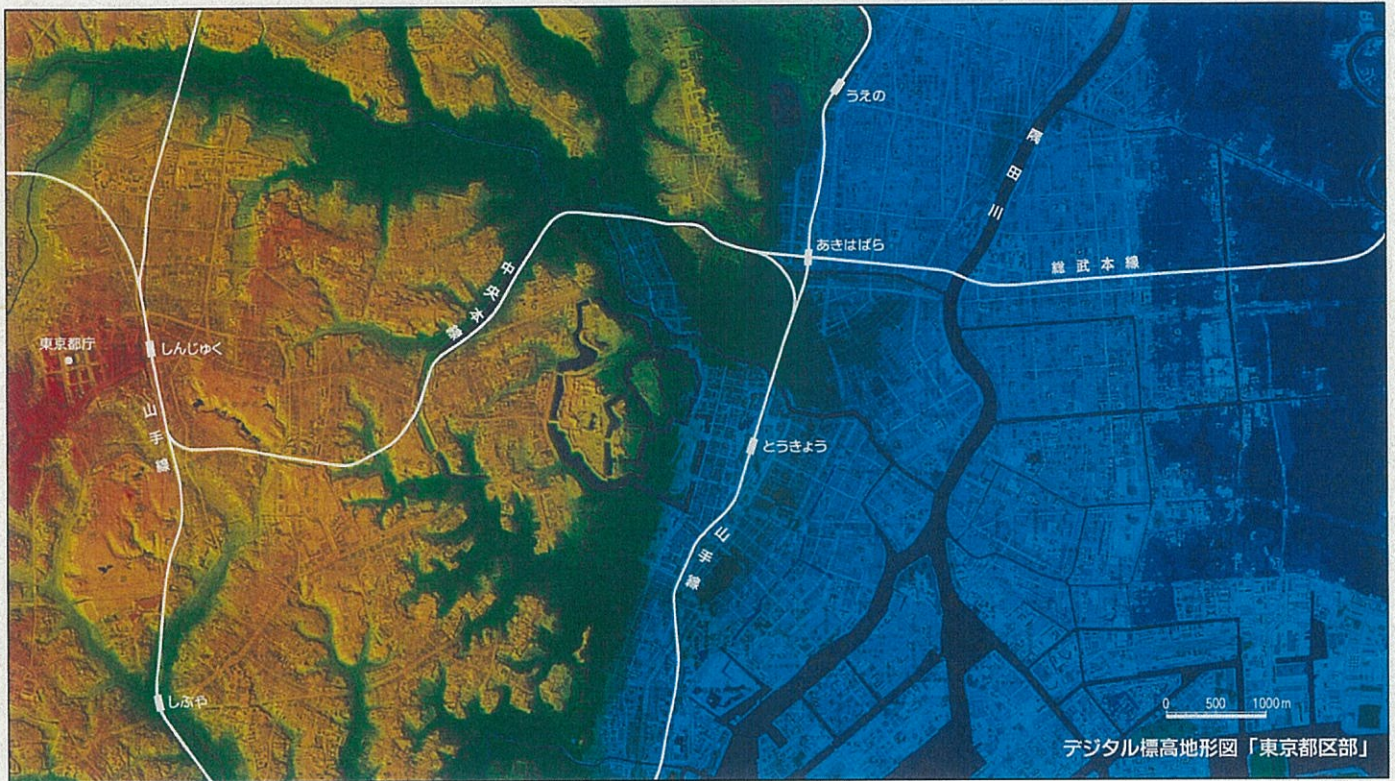 うえの
隅田川
あきはばら
総武本線
中央本線
東京都庁
しんじゅく
山手線
とうきょう
山手線
しぶや
0 500 1000m
デジタル標高地形図「東京都区部」